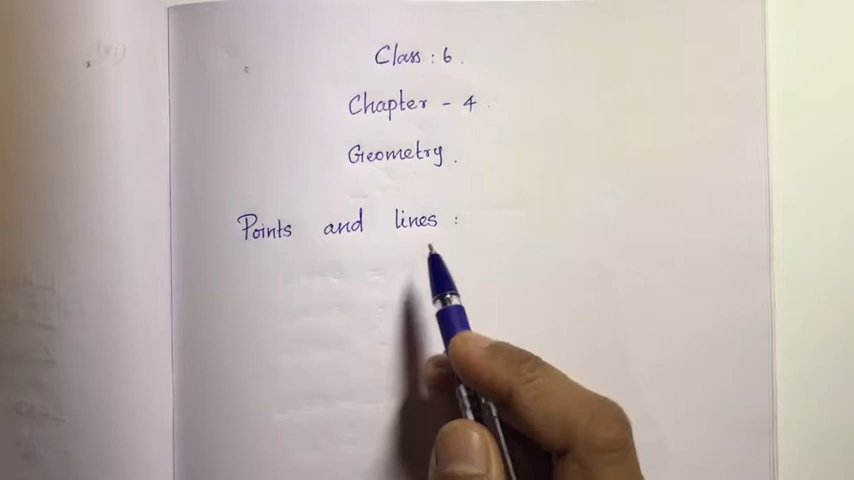 Class : 6.
Chapter - 4.
Geometry.
Points and lines :